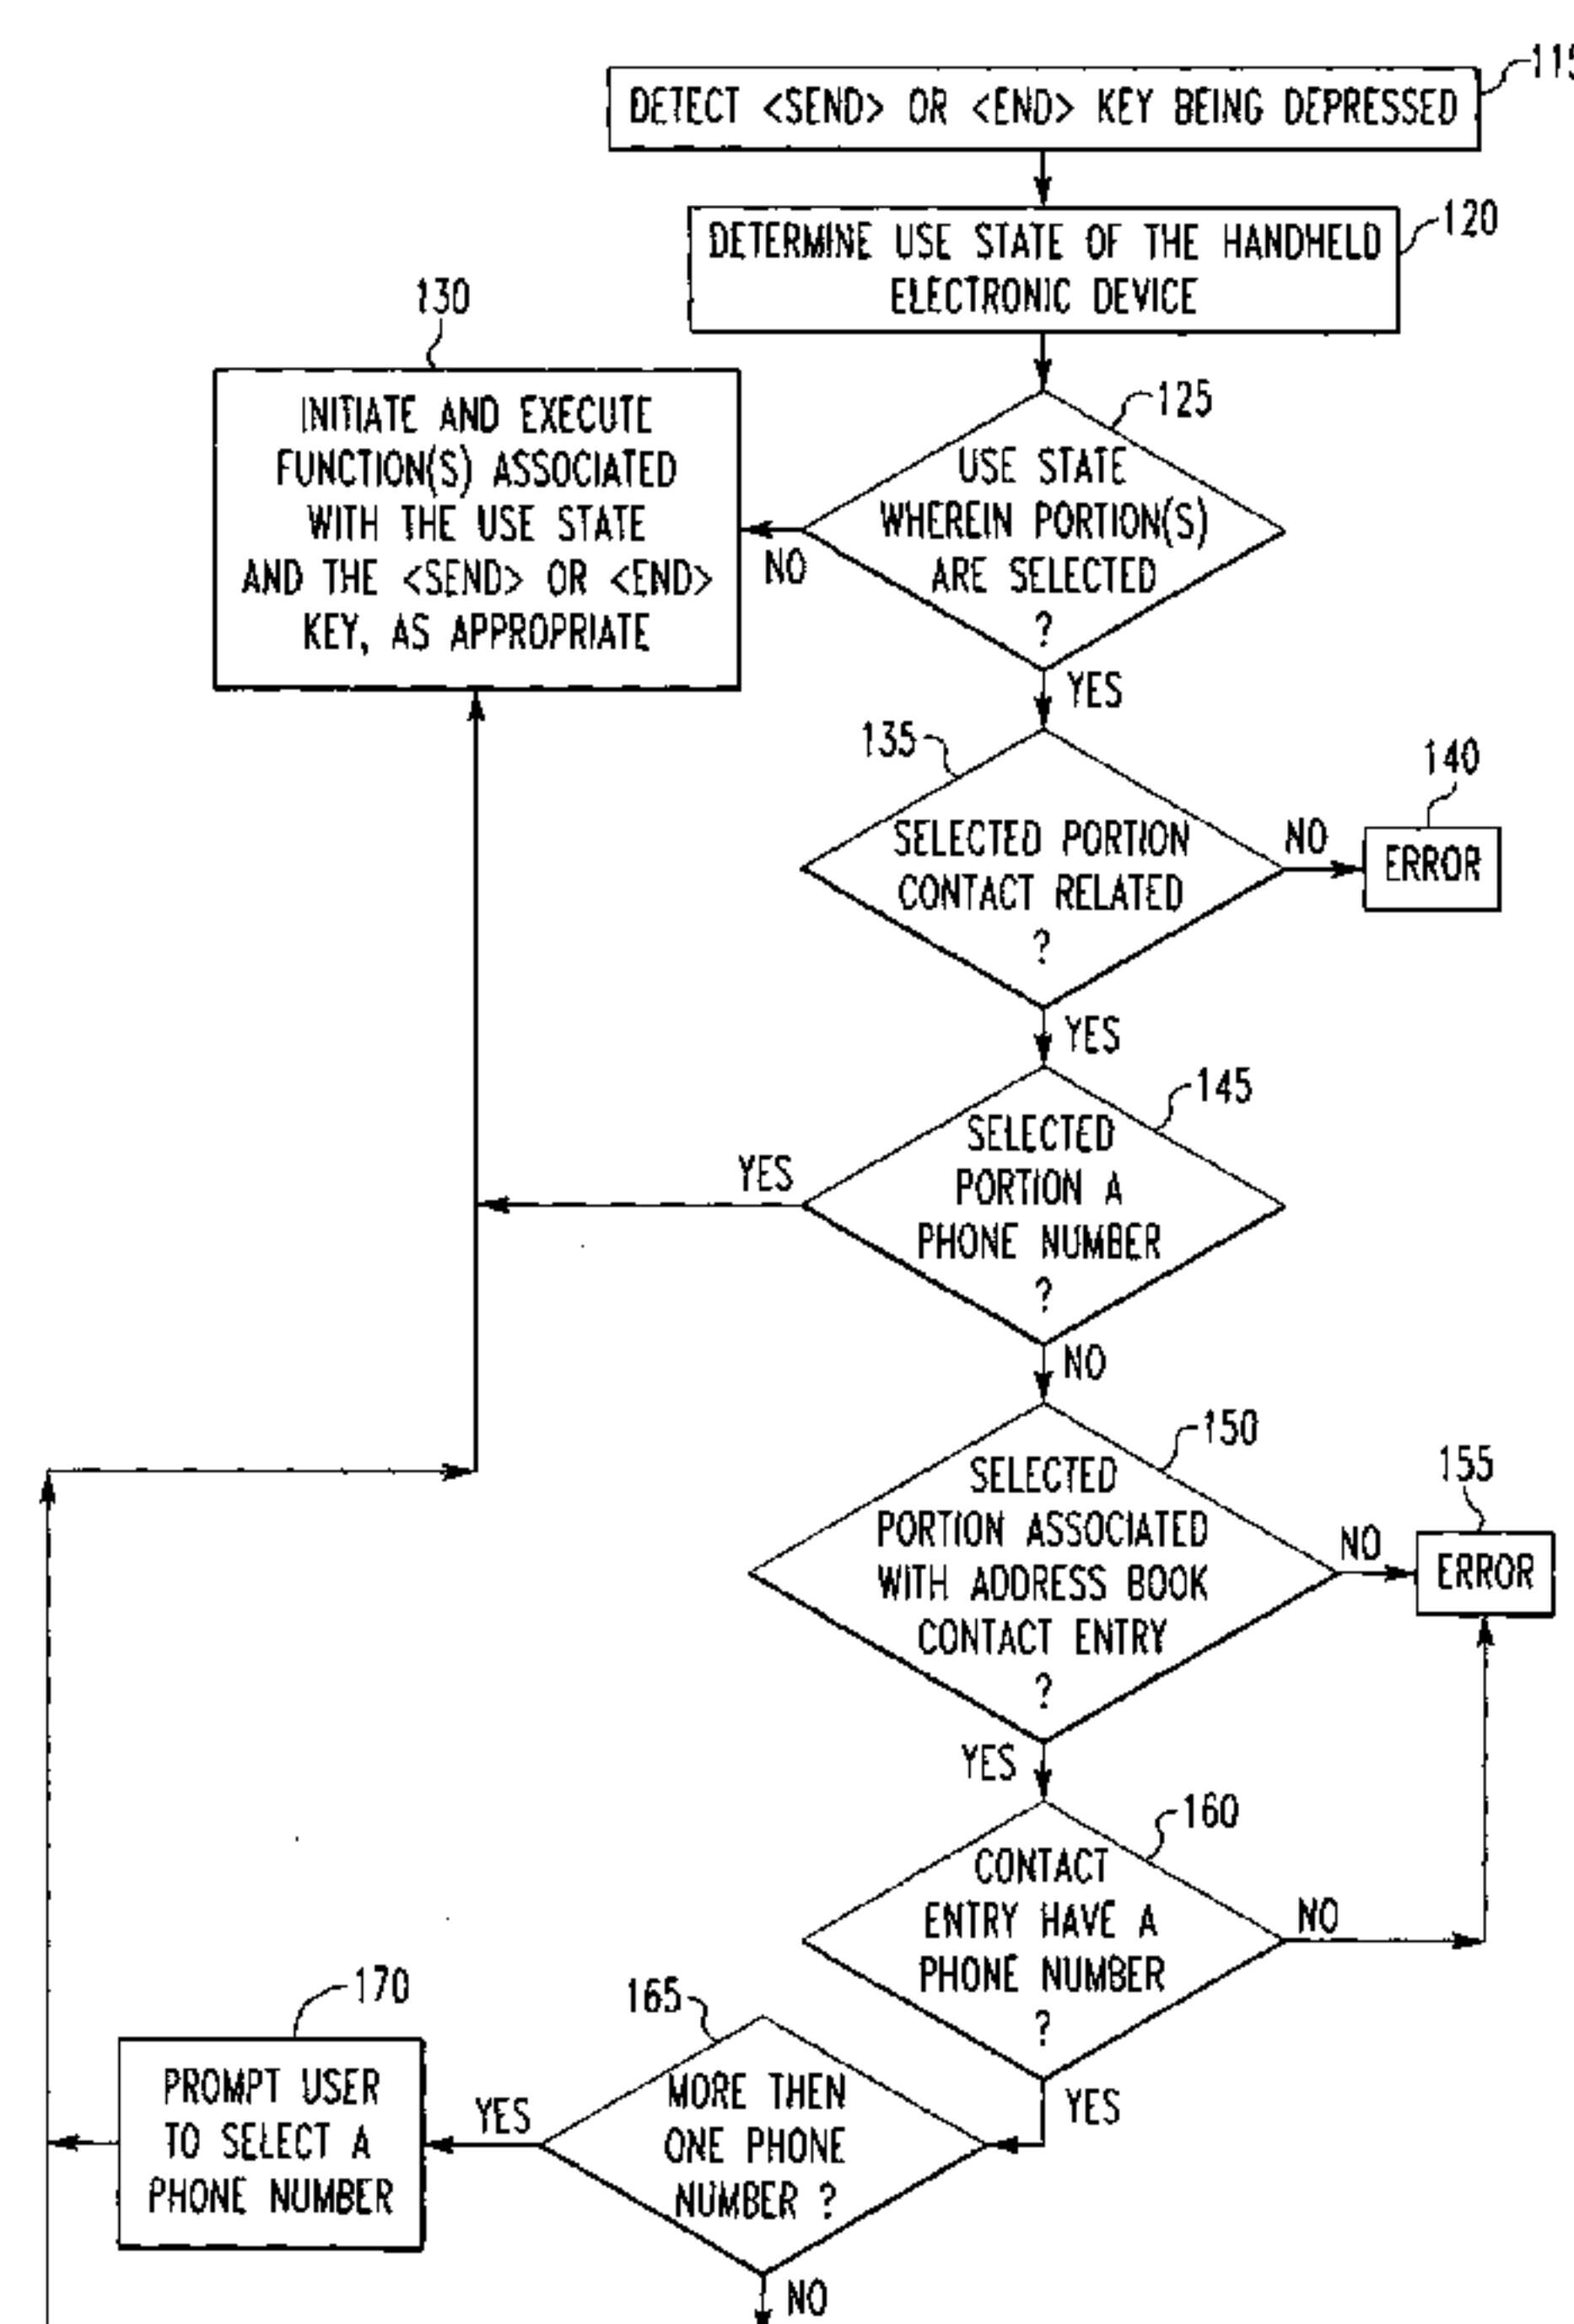 115
DETECT <SEND> OR <END> KEY BEING DEPRESSED
120
DETERMINE USE STATE OF THE HANDHELD
ELECTRONIC DEVICE
130
INITIATE AND EXECUTE
FUNCTION(S) ASSOCIATED
WITH THE USE STATE
AND THE <SEND> OR <END>
KEY, AS APPROPRIATE
125
USE STATE
WHEREIN PORTION(S)
ARE SELECTED
?
NO
YES
135
SELECTED PORTION
CONTACT RELATED
?
NO
140
ERROR
YES
145
SELECTED
PORTION A
PHONE NUMBER
?
YES
NO
150
SELECTED
PORTION ASSOCIATED
WITH ADDRESS BOOK
CONTACT ENTRY
?
NO
155
ERROR
YES
160
CONTACT
ENTRY HAVE A
PHONE NUMBER
?
NO
YES
165
MORE THEN
ONE PHONE
NUMBER ?
YES
170
PROMPT USER
TO SELECT A
PHONE NUMBER
NO